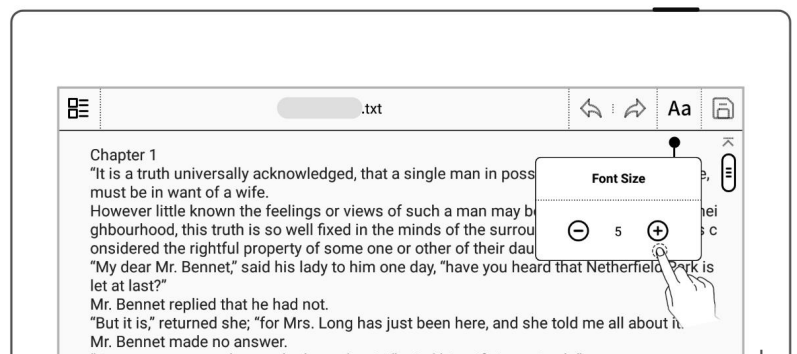 .txt
Aa
Chapter 1
“It is a truth universally acknowledged, that a single man in poss e,
must be in want of a wife.
However little known the feelings or views of such a man may b nei
ghbourhood, this truth is so well fixed in the minds of the surrou s c
onsidered the rightful property of some one or other of their dau
“My dear Mr. Bennet,” said his lady to him one day, “have you heard that Netherfield Park is
let at last?”
Mr. Bennet replied that he had not.
“But it is,” returned she; “for Mrs. Long has just been here, and she told me all about it.
Mr. Bennet made no answer.
Font Size
5